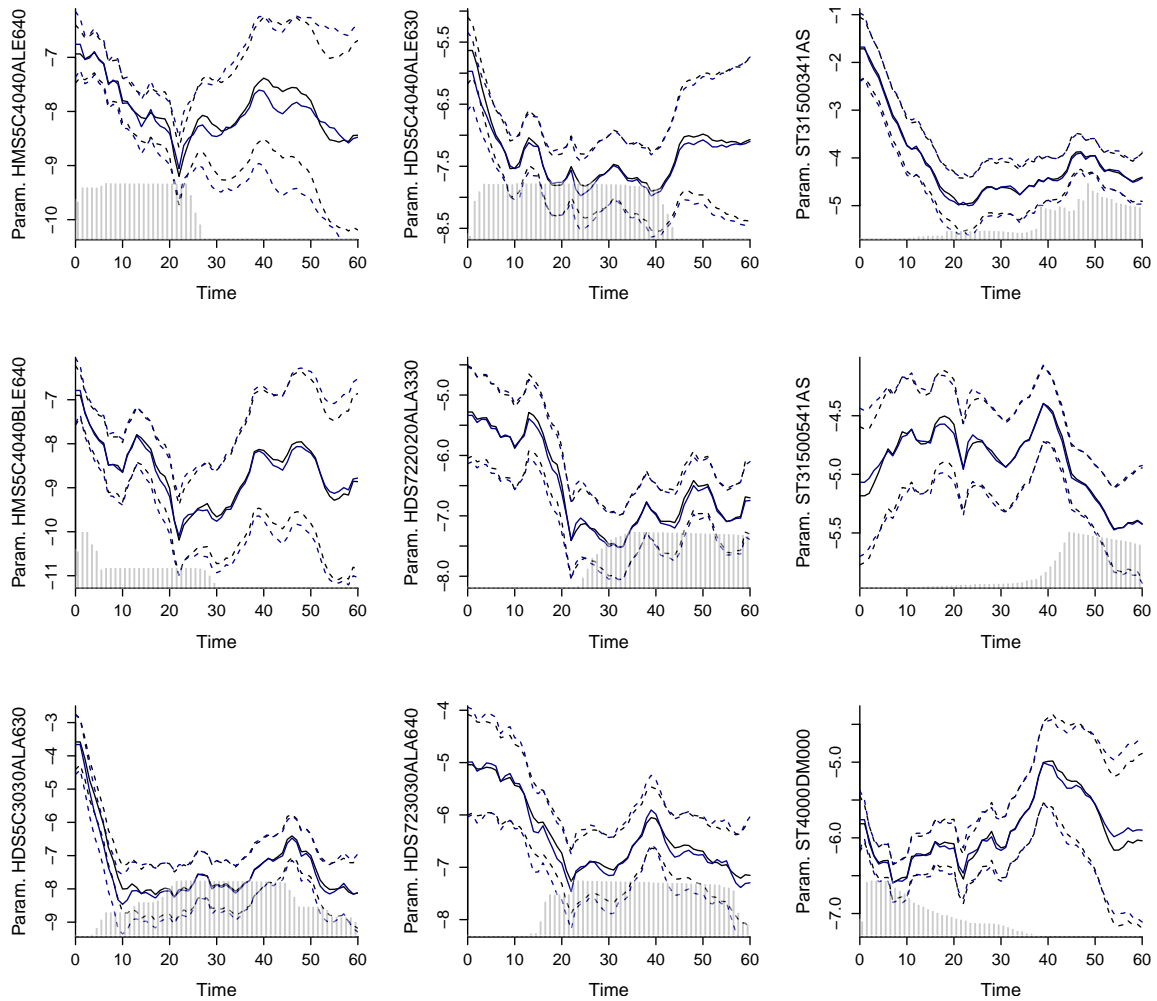 Param. HMS5C4040ALE640
−7
−8
−9
−10
0 10 20 30 40 50 60
Time
Param. HDS5C4040ALE630
−5.5
−6.5
−7.5
−8.5
0 10 20 30 40 50 60
Time
Param. ST31500341AS
−1
−2
−3
−4
−5
0 10 20 30 40 50 60
Time
Param. HMS5C4040BLE640
−7
−8
−9
−10
−11
0 10 20 30 40 50 60
Time
Param. HDS722020ALA330
−5.0
−6.0
−7.0
−8.0
0 10 20 30 40 50 60
Time
Param. ST31500541AS
−4.5
−5.0
−5.5
0 10 20 30 40 50 60
Time
Param. HDS5C3030ALA630
−3
−4
−5
−6
−7
−8
−9
0 10 20 30 40 50 60
Time
Param. HDS723030ALA640
−4
−5
−6
−7
−8
0 10 20 30 40 50 60
Time
Param. ST4000DM000
−5.0
−6.0
−7.0
0 10 20 30 40 50 60
Time